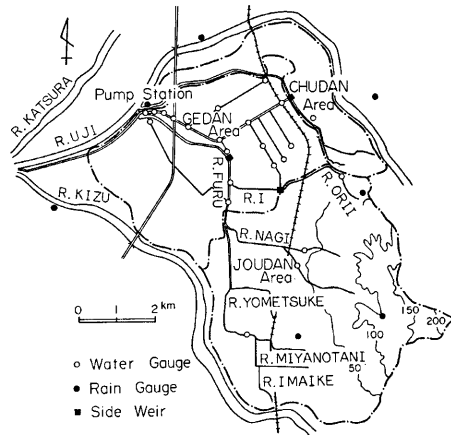 R. KATSURA
Pump Station
CHUDAN
Area
GEDAN
Area
R. UJI
R. KIZU
R. FURU
R. I
R. ORII
R. NAGI
JOUDAN
Area
R. YOMETSUKE
150
200
100
50
R. MIYANOTANI
R. IMAIKE
0 1 2 km
Water Gauge
Rain Gauge
Side Weir